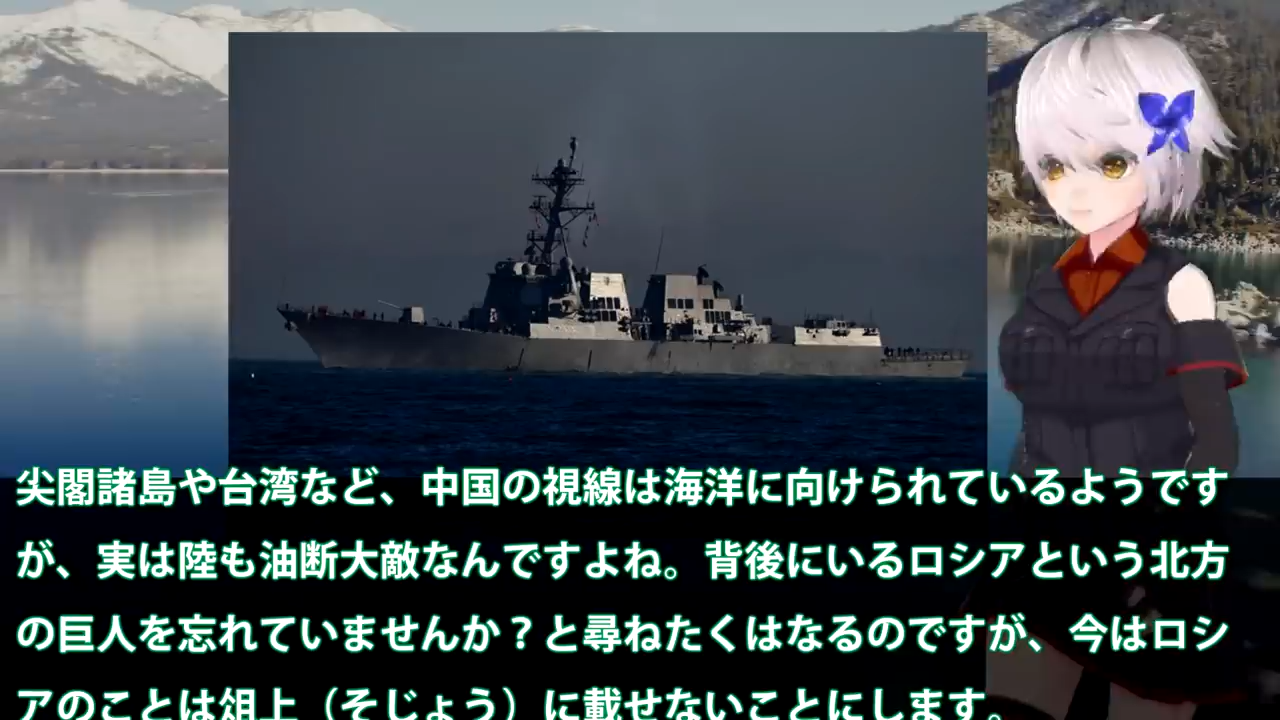 尖閣諸島や台湾など、中国の視線は海洋に向けられているようです
が、実は陸も油断大敵なんですよね。背後にいるロシアという北方
の巨人を忘れていませんか？と尋ねたくはなるのですが、今はロシ
アのことは俎上（そじょう）に載せないことにします。